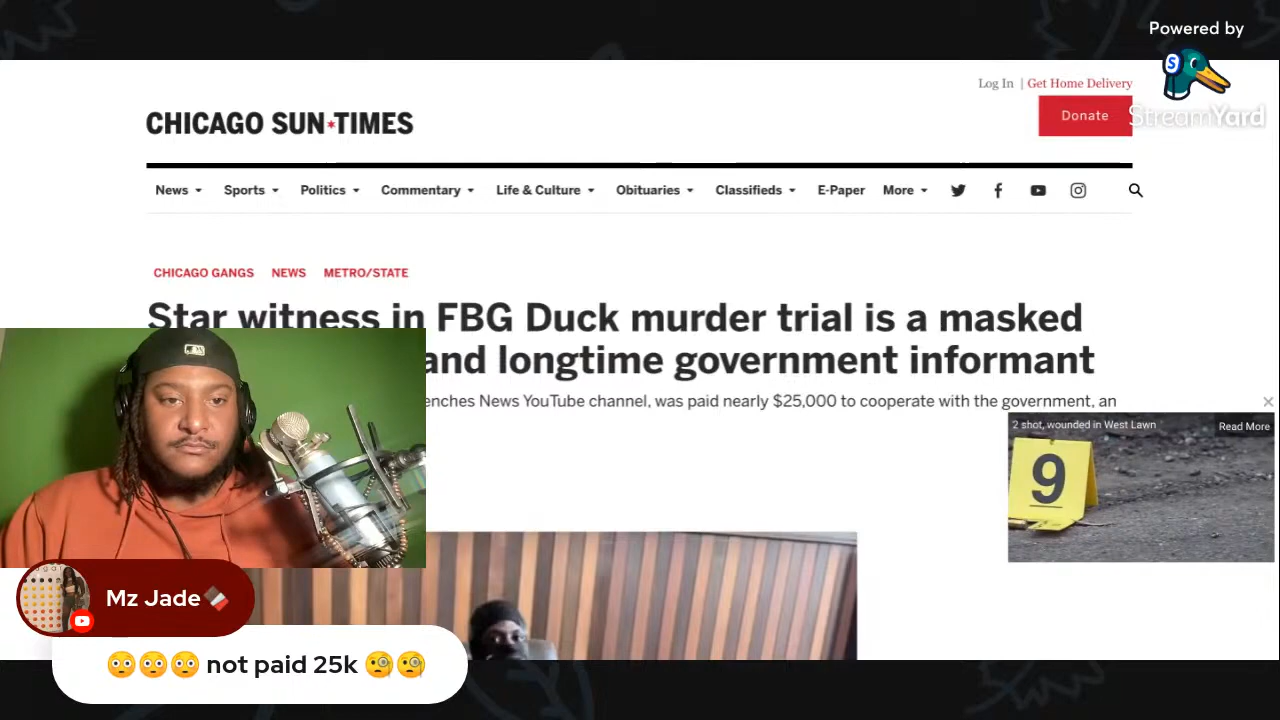 Powered by
StreamYard
Log In | Get Home Delivery
CHICAGO SUN★TIMES
Donate
News Sports Politics Commentary Life & Culture Obituaries Classifieds E-Paper More
CHICAGO GANGS NEWS METRO/STATE
Star witness in FBG Duck murder trial is a masked
and longtime government informant
enches News YouTube channel, was paid nearly $25,000 to cooperate with the government, an
2 shot, wounded in West Lawn
Read More
9
Mz Jade🍫
😳😳😳 not paid 25k 🧐🧐